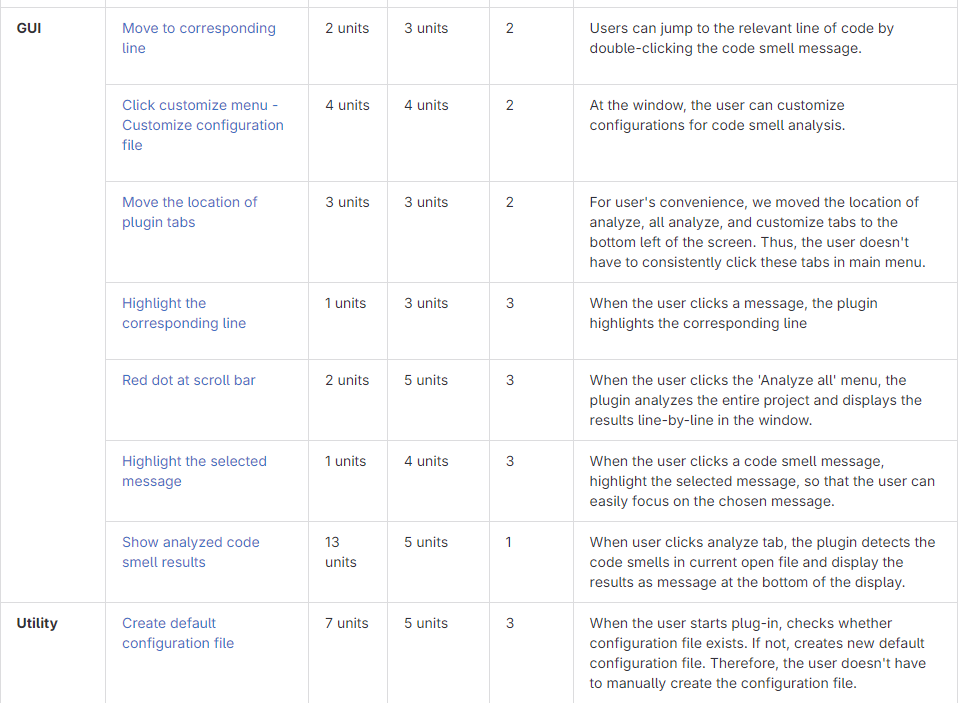 GUI
Move to corresponding
line
2 units
3 units
2
Users can jump to the relevant line of code by
double-clicking the code smell message.
Click customize menu -
Customize configuration
file
4 units
4 units
2
At the window, the user can customize
configurations for code smell analysis.
Move the location of
plugin tabs
3 units
3 units
2
For user's convenience, we moved the location of
analyze, all analyze, and customize tabs to the
bottom left of the screen. Thus, the user doesn't
have to consistently click these tabs in main menu.
Highlight the
corresponding line
1 units
3 units
3
When the user clicks a message, the plugin
highlights the corresponding line
Red dot at scroll bar
2 units
5 units
3
When the user clicks the 'Analyze all' menu, the
plugin analyzes the entire project and displays the
results line-by-line in the window.
Highlight the selected
message
1 units
4 units
3
When the user clicks a code smell message,
highlight the selected message, so that the user can
easily focus on the chosen message.
Show analyzed code
smell results
13
units
5 units
1
When user clicks analyze tab, the plugin detects the
code smells in current open file and display the
results as message at the bottom of the display.
Utility
Create default
configuration file
7 units
5 units
3
When the user starts plug-in, checks whether
configuration file exists. If not, creates new default
configuration file. Therefore, the user doesn't have
to manually create the configuration file.